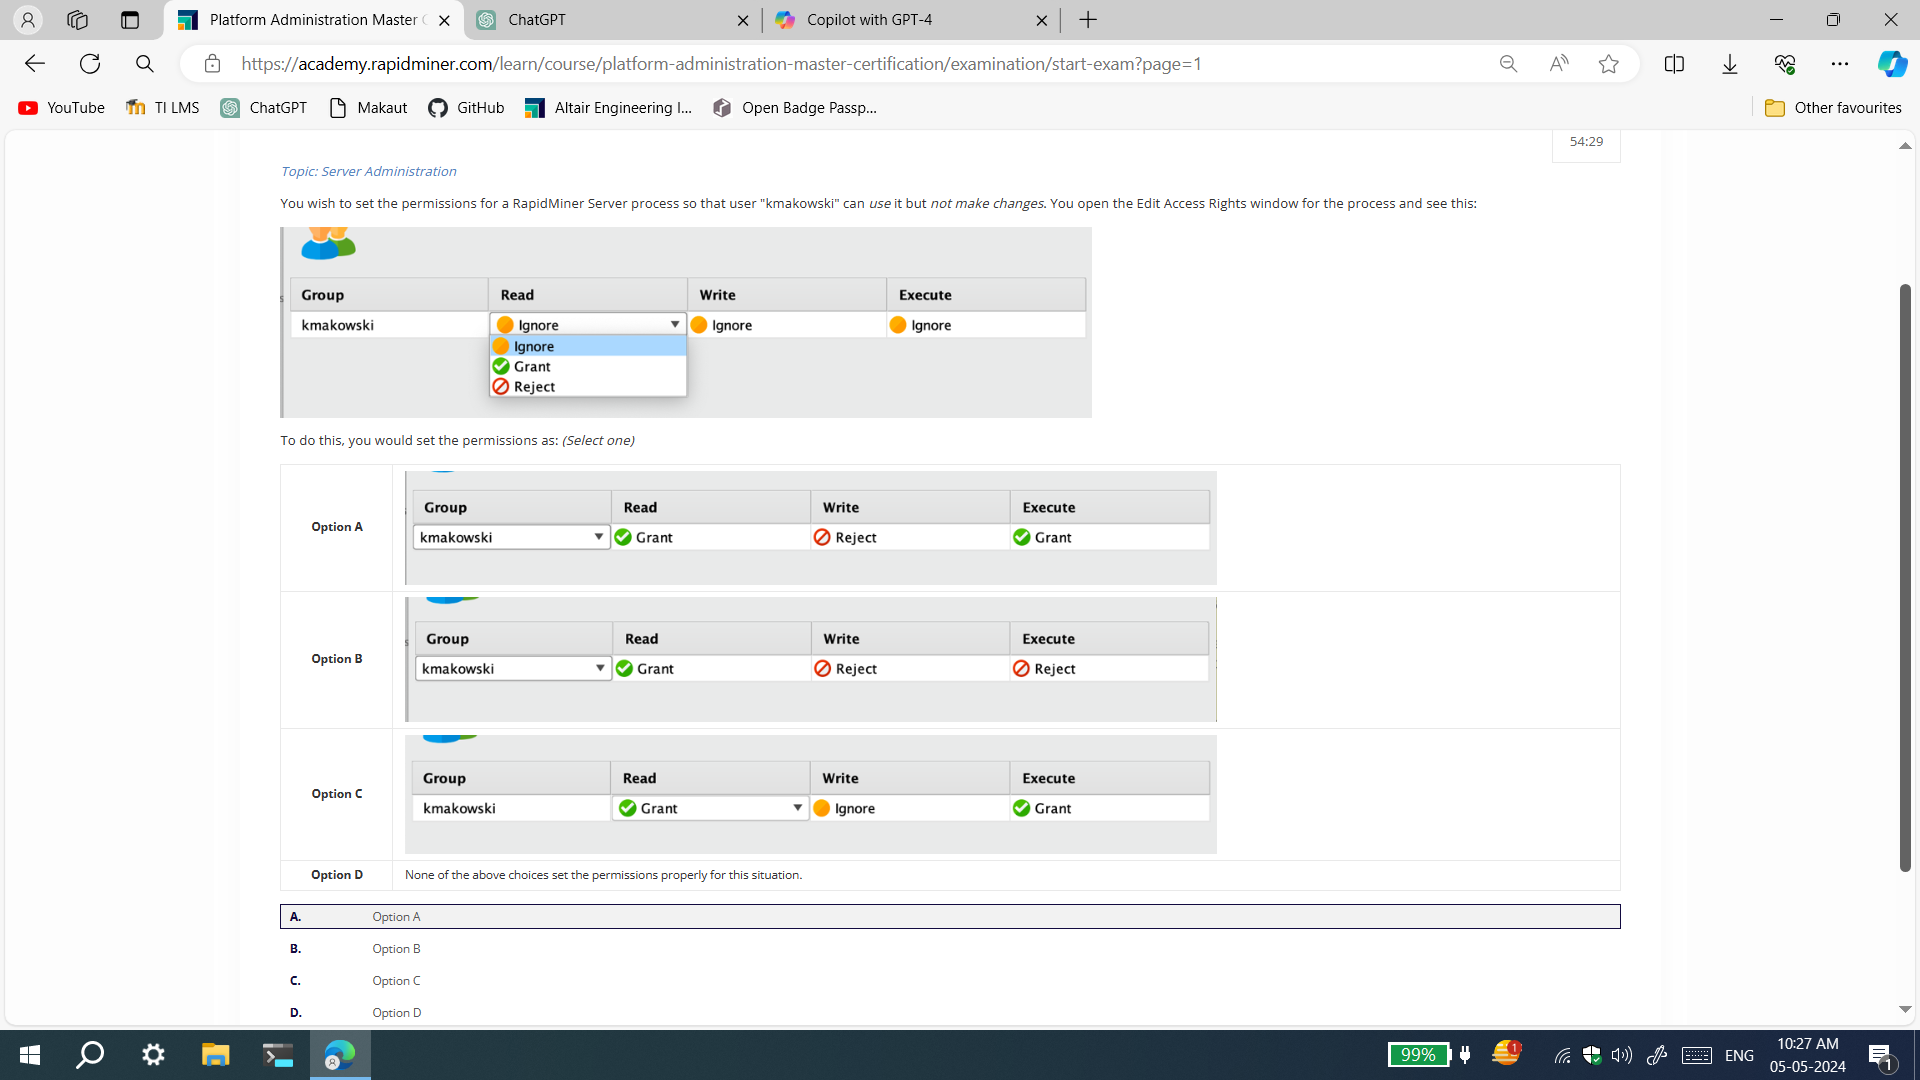 Platform Administration Master C
ChatGPT
Copilot with GPT-4
https://academy.rapidminer.com/learn/course/platform-administration-master-certification/examination/start-exam?page=1
YouTube
TI LMS
ChatGPT
Makaut
GitHub
Altair Engineering I...
Open Badge Passp...
Other favourites
54:29
Topic: Server Administration
You wish to set the permissions for a RapidMiner Server process so that user "kmakowski" can use it but not make changes. You open the Edit Access Rights window for the process and see this:
Group Read Write Execute
kmakowski Ignore Ignore Ignore
Ignore
Grant
Reject
To do this, you would set the permissions as: (Select one)
Option A
Group Read Write Execute
kmakowski Grant Reject Grant
Option B
Group Read Write Execute
kmakowski Grant Reject Reject
Option C
Group Read Write Execute
kmakowski Grant Ignore Grant
Option D None of the above choices set the permissions properly for this situation.
A. Option A
B. Option B
C. Option C
D. Option D
99%
1
ENG
10:27 AM
05-05-2024
1